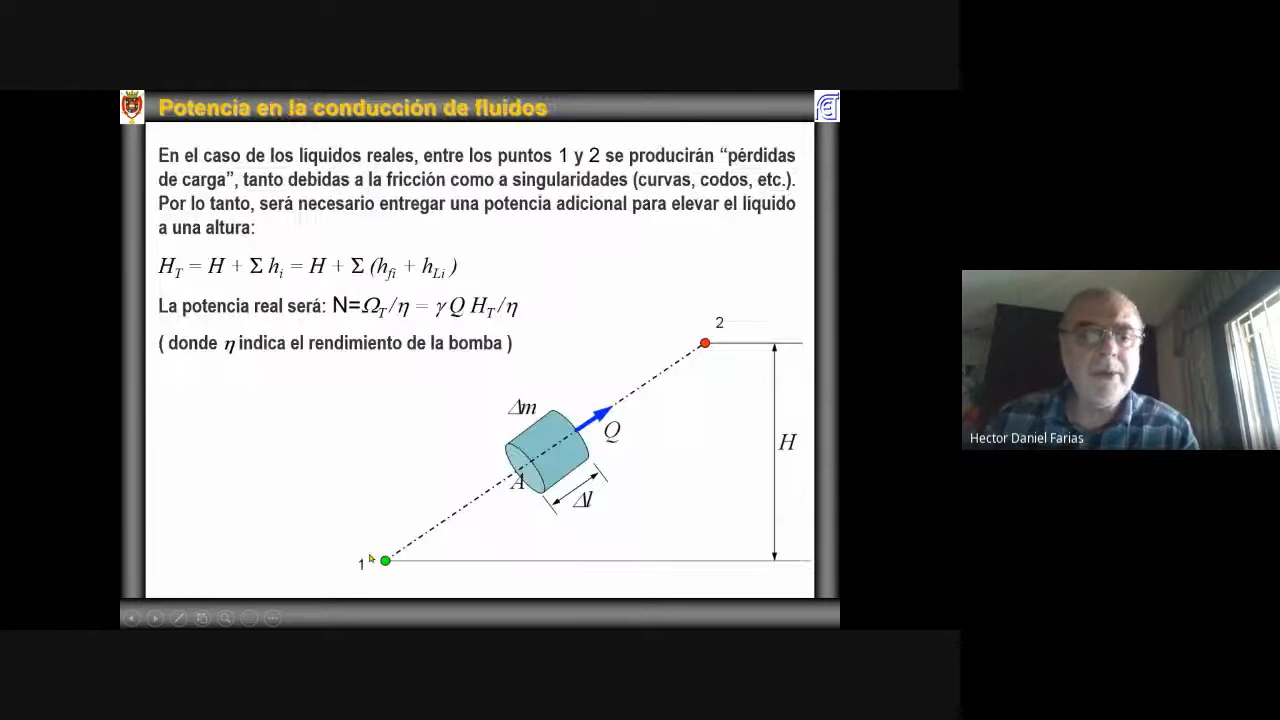 Potencia en la conducción de fluidos
En el caso de los líquidos reales, entre los puntos 1 y 2 se producirán “pérdidas
de carga”, tanto debidas a la fricción como a singularidades (curvas, codos, etc.).
Por lo tanto, será necesario entregar una potencia adicional para elevar el líquido
a una altura:
H_T = H + Σ h_i = H + Σ (h_fi + h_Li )
La potencia real será: N=Ω_T/η = γ Q H_T/η
( donde η indica el rendimiento de la bomba )
2
Δm
Q
H
A
Δl
1
Hector Daniel Farias